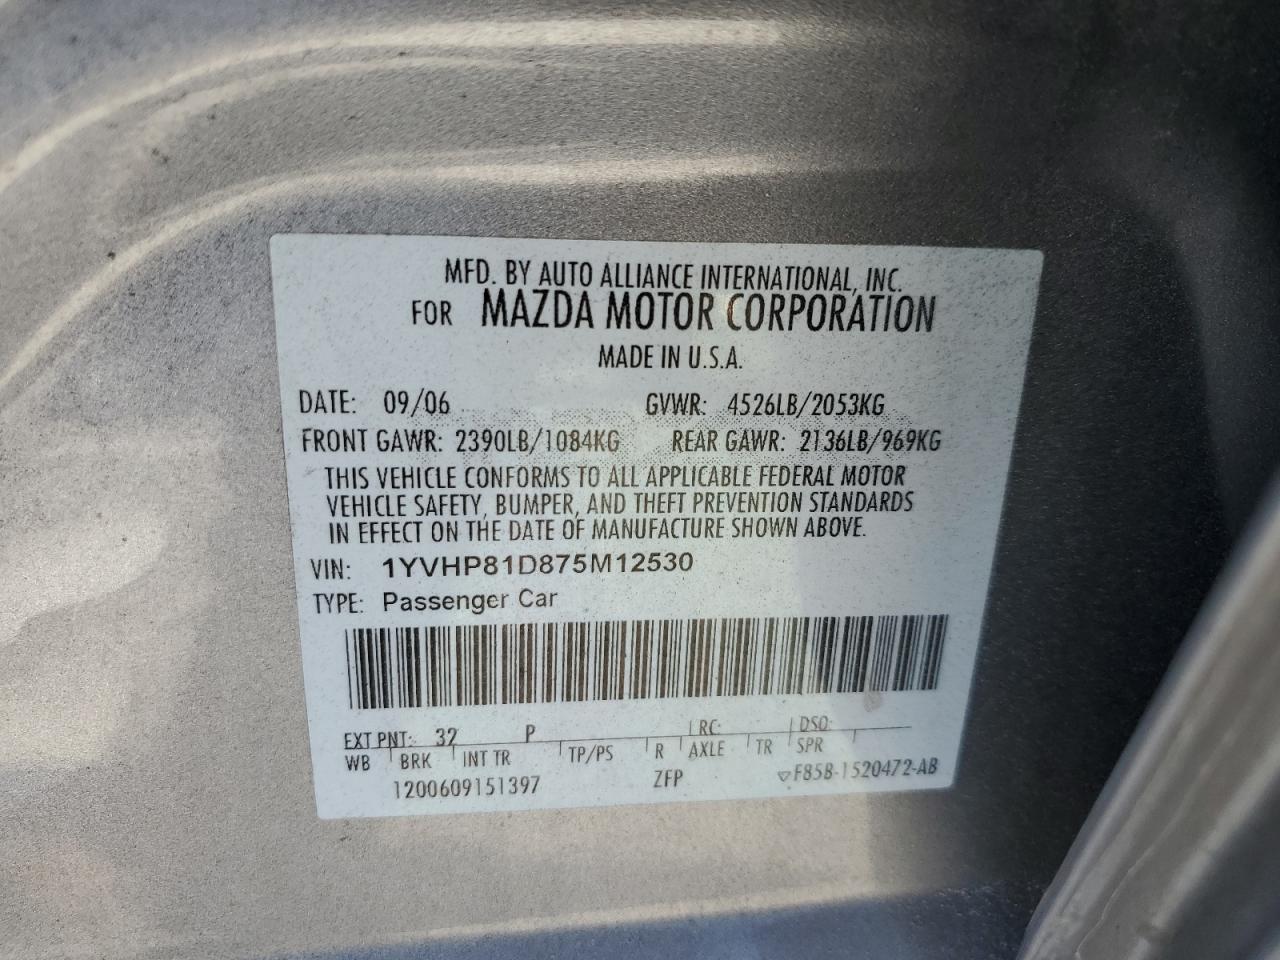 MFD. BY AUTO ALLIANCE INTERNATIONAL, INC.
FOR MAZDA MOTOR CORPORATION
MADE IN U.S.A.
DATE: 09/06 GVWR: 4526LB/2053KG
FRONT GAWR: 2390LB/1084KG REAR GAWR: 2136LB/969KG
THIS VEHICLE CONFORMS TO ALL APPLICABLE FEDERAL MOTOR
VEHICLE SAFETY, BUMPER, AND THEFT PREVENTION STANDARDS
IN EFFECT ON THE DATE OF MANUFACTURE SHOWN ABOVE.
VIN: 1YVHP81D875M12530
TYPE: Passenger Car
EXT PNT: 32 P RC: DSO:
WB BRK INT TR TP/PS R AXLE TR SPR
1200609151397 ZFP F85B-1520472-AB